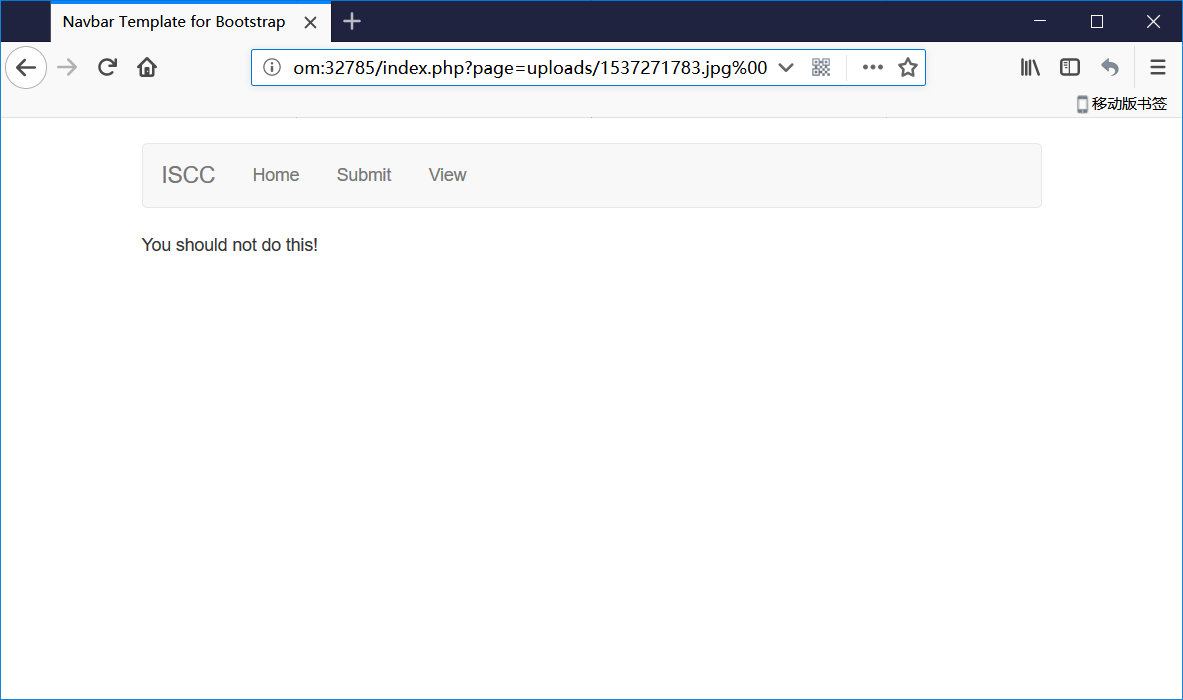 Navbar Template for Bootstrap
om:32785/index.php?page=uploads/1537271783.jpg%00
移动版书签
ISCC Home Submit View
You should not do this!